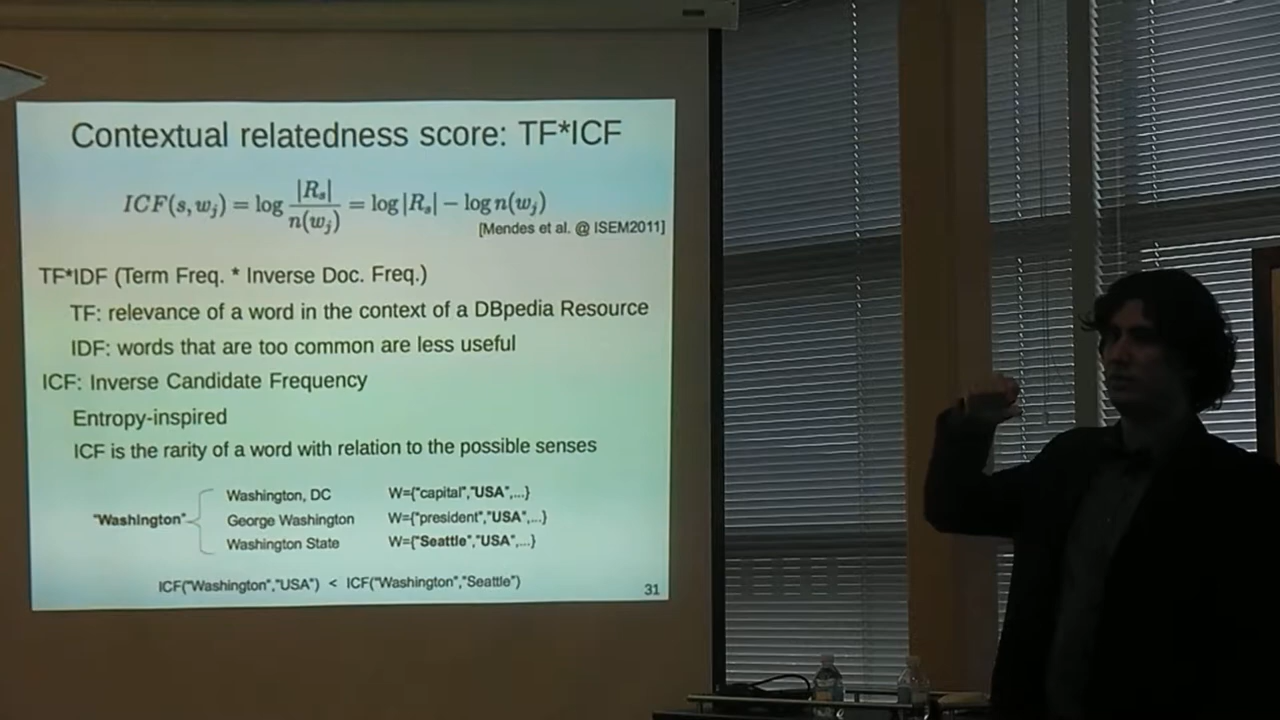 Contextual relatedness score: TF*ICF
ICF(s, w_j) = log |R_s| / n(w_j) = log |R_s| − log n(w_j)
[Mendes et al. @ ISEM2011]
TF*IDF (Term Freq. * Inverse Doc. Freq.)
TF: relevance of a word in the context of a DBpedia Resource
IDF: words that are too common are less useful
ICF: Inverse Candidate Frequency
Entropy-inspired
ICF is the rarity of a word with relation to the possible senses
Washington, DC W={"capital","USA",...}
"Washington" George Washington W={"president","USA",...}
Washington State W={"Seattle","USA",...}
ICF("Washington","USA") < ICF("Washington","Seattle")
31